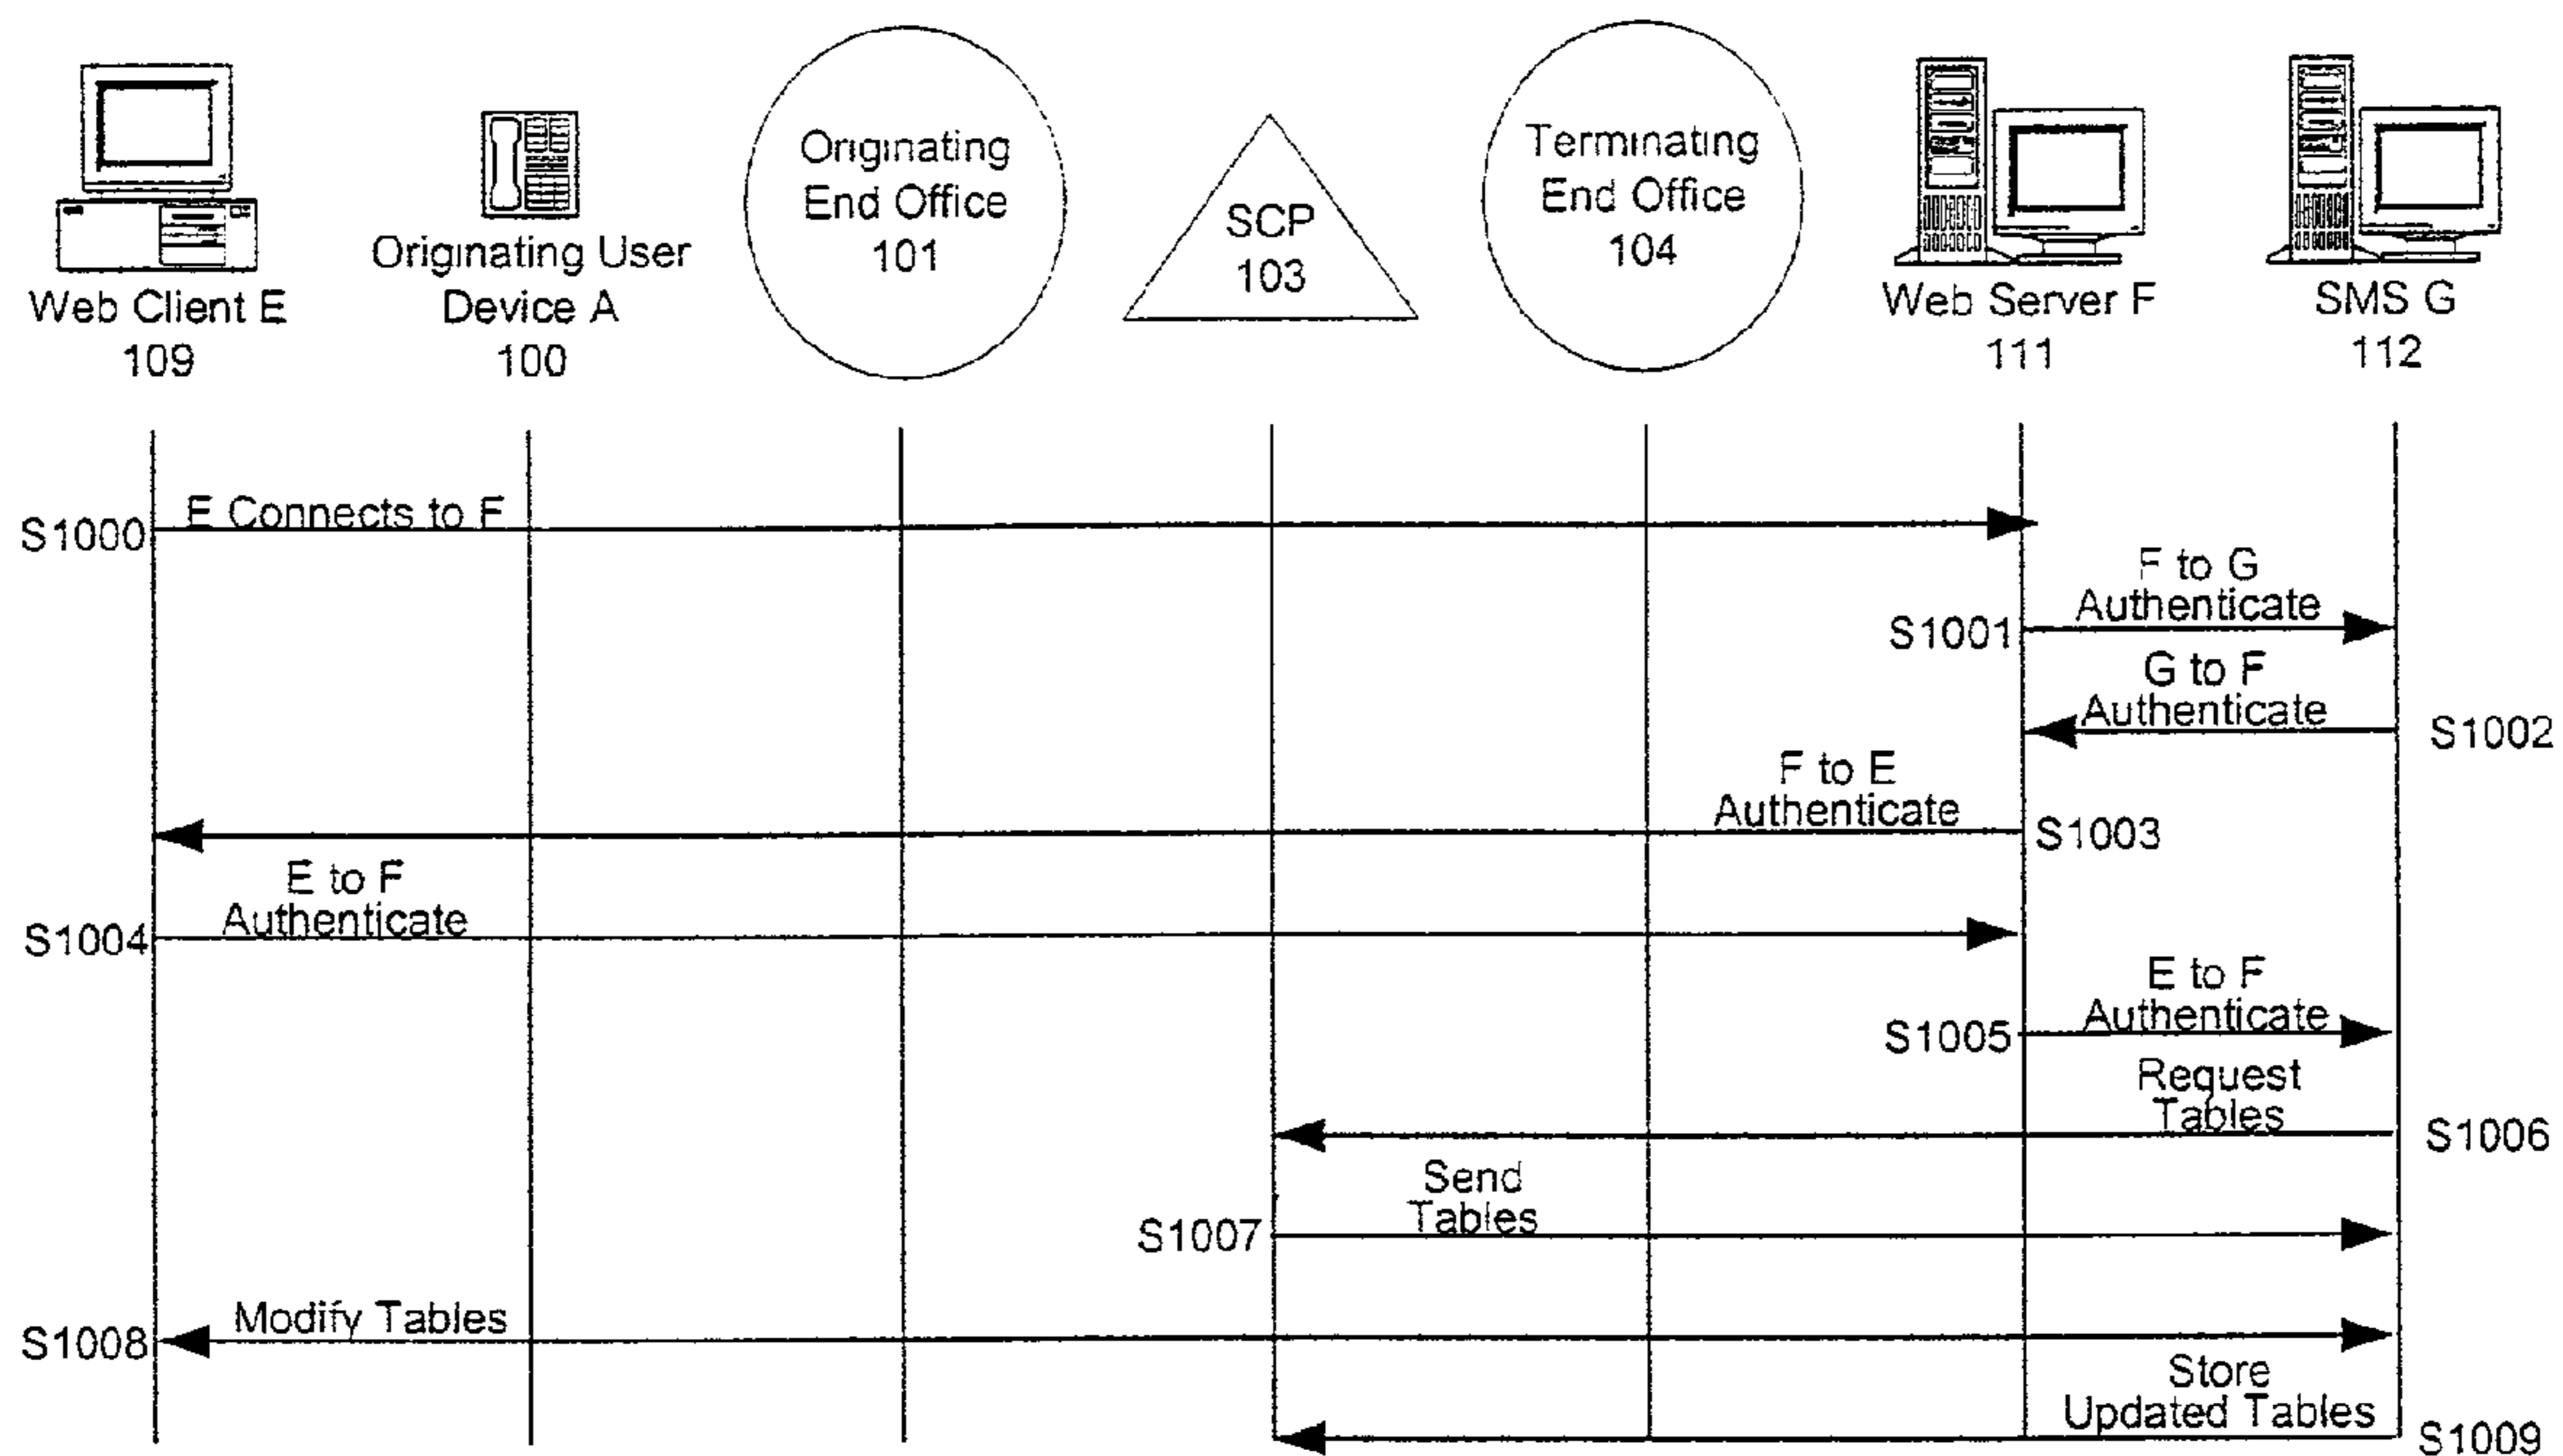 Web Client E
109
Originating User
Device A
100
Originating
End Office
101
SCP
103
Terminating
End Office
104
Web Server F
111
SMS G
112
S1000
E Connects to F
F to G
Authenticate
S1001
G to F
Authenticate
S1002
F to E
Authenticate
S1003
E to F
Authenticate
S1004
E to F
Authenticate
S1005
Request
Tables
S1006
Send
Tables
S1007
Modify Tables
S1008
Store
Updated Tables
S1009